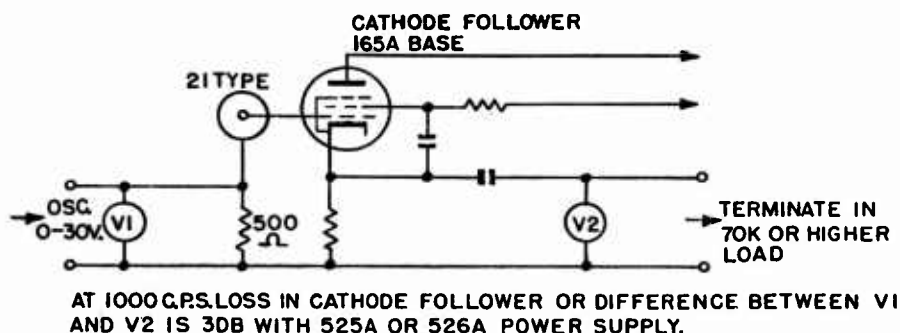 CATHODE FOLLOWER
165A BASE
21 TYPE
OSC.
0-30V.
V1
500
Ω
V2
TERMINATE IN
70K OR HIGHER
LOAD
AT 1000 C.P.S. LOSS IN CATHODE FOLLOWER OR DIFFERENCE BETWEEN V1
AND V2 IS 3DB WITH 525A OR 526A POWER SUPPLY.